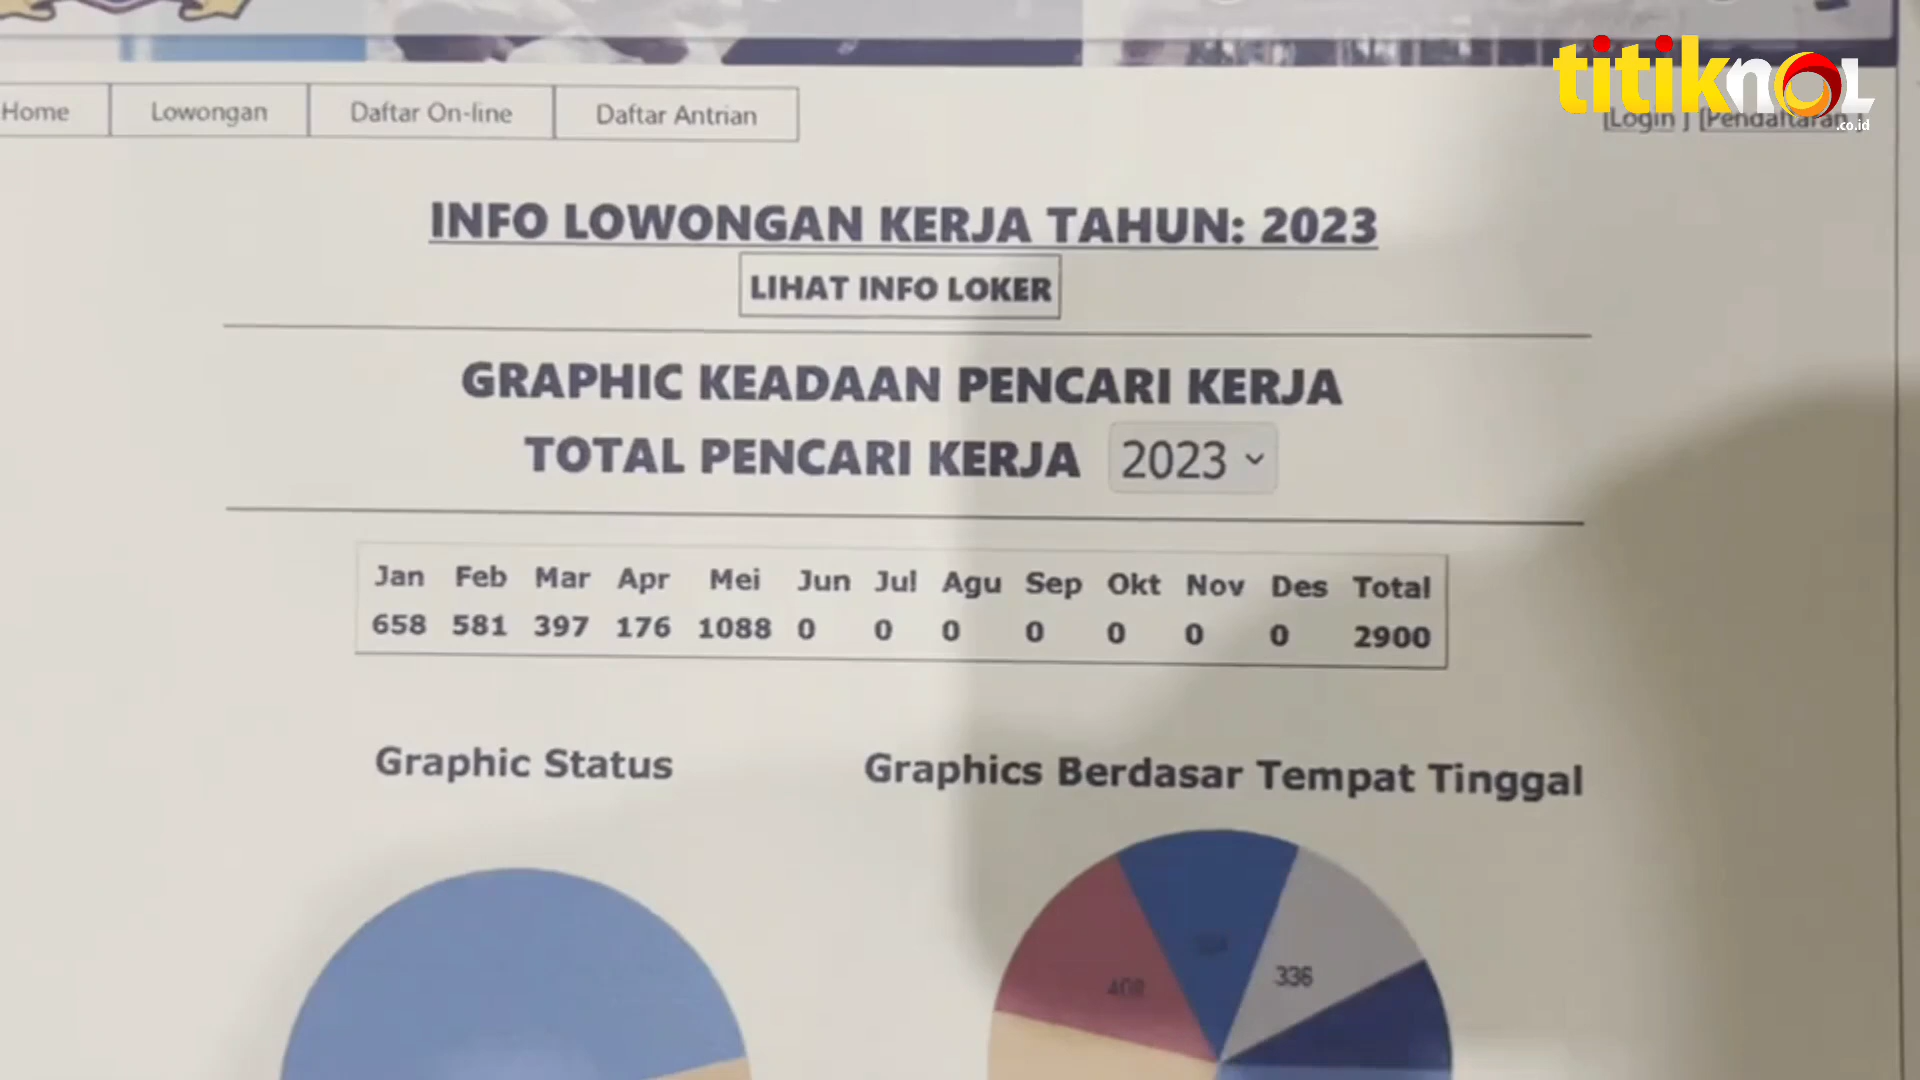 titiknOL
.co.id
Home Lowongan Daftar On-line Daftar Antrian [Login ] [Pendaftaran ]
INFO LOWONGAN KERJA TAHUN: 2023
LIHAT INFO LOKER
GRAPHIC KEADAAN PENCARI KERJA
TOTAL PENCARI KERJA 2023
Jan Feb Mar Apr Mei Jun Jul Agu Sep Okt Nov Des Total
658 581 397 176 1088 0 0 0 0 0 0 0 2900
Graphic Status Graphics Berdasar Tempat Tinggal
336